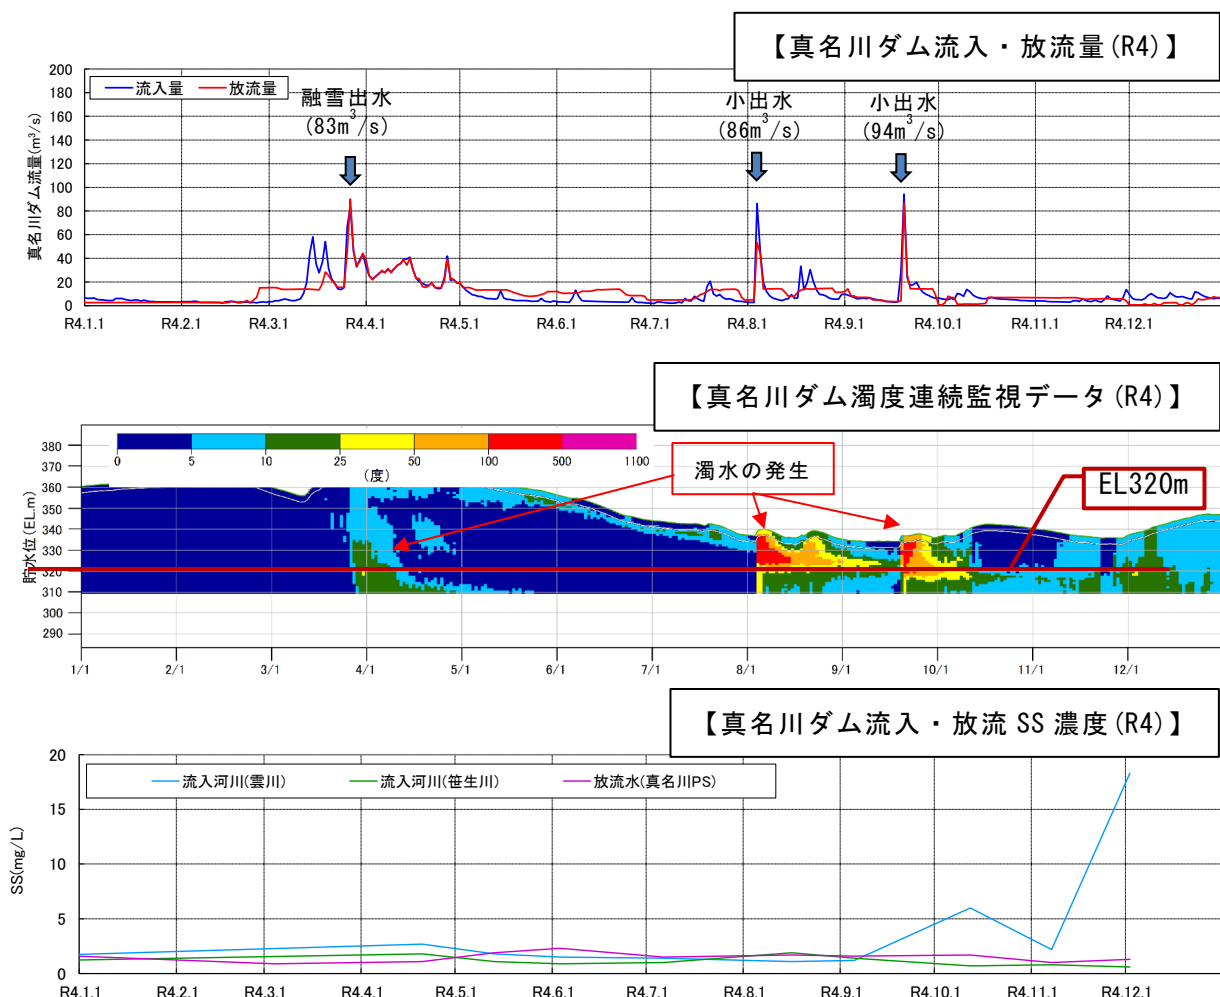 【真名川ダム流入・放流量(R4)】
真名川ダム流量(m³/s)
200
180
160
140
120
100
80
60
40
20
0
流入量
放流量
融雪出水
(83m³/s)
小出水
(86m³/s)
小出水
(94m³/s)
R4.1.1 R4.2.1 R4.3.1 R4.4.1 R4.5.1 R4.6.1 R4.7.1 R4.8.1 R4.9.1 R4.10.1 R4.11.1 R4.12.1
【真名川ダム濁度連続監視データ(R4)】
貯水位(EL.m)
380
370
360
350
340
330
320
310
300
290
0 5 10 25 50 100 500 1100
(度)
濁水の発生
EL320m
1/1 2/1 3/1 4/1 5/1 6/1 7/1 8/1 9/1 10/1 11/1 12/1
【真名川ダム流入・放流 SS 濃度(R4)】
SS(mg/L)
20
15
10
5
0
流入河川(雲川)
流入河川(笹生川)
放流水(真名川PS)
R4.1.1 R4.2.1 R4.3.1 R4.4.1 R4.5.1 R4.6.1 R4.7.1 R4.8.1 R4.9.1 R4.10.1 R4.11.1 R4.12.1